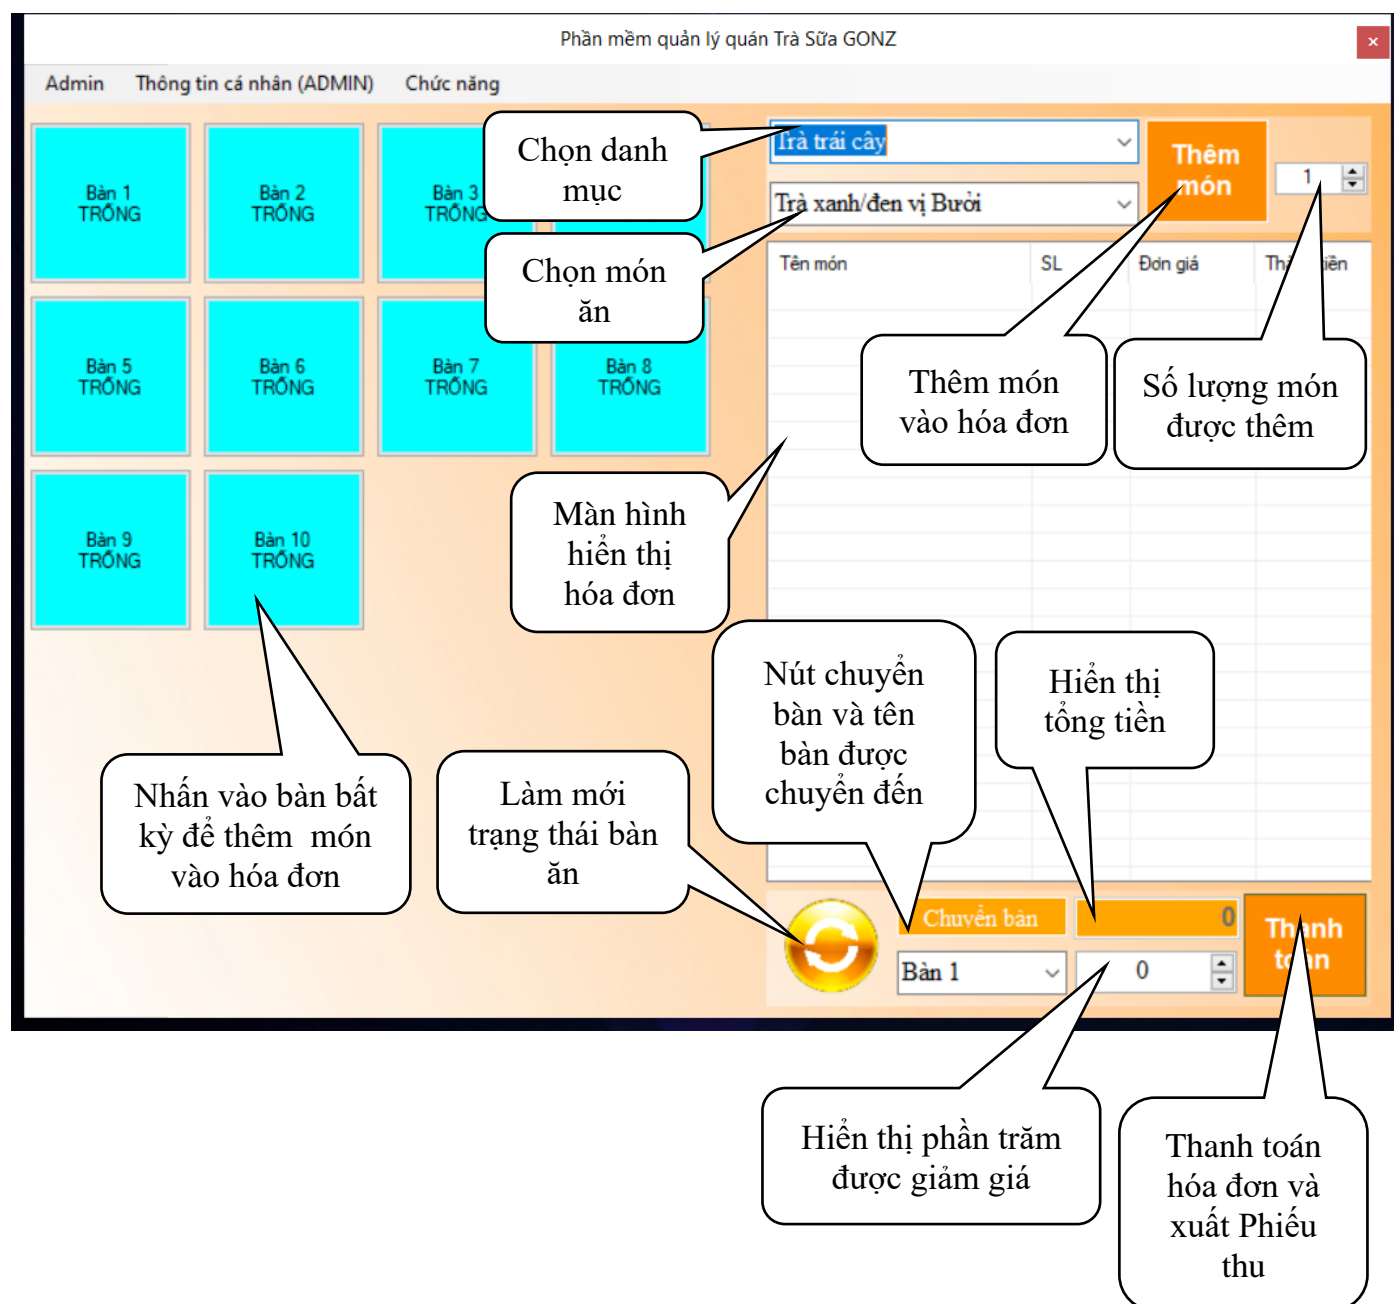 Phần mềm quản lý quán Trà Sữa GONZ
Admin Thông tin cá nhân (ADMIN) Chức năng
Bàn 1
TRỐNG
Bàn 2
TRỐNG
Bàn 3
TRỐNG
Chọn danh
mục
Trà trái cây
Thêm
món
1
Trà xanh/đen vị Bưởi
Chọn món
ăn
Tên món SL Đơn giá
Bàn 5
TRỐNG
Bàn 6
TRỐNG
Bàn 7
TRỐNG
Bàn 8
TRỐNG
Thêm món
vào hóa đơn
Số lượng món
được thêm
Bàn 9
TRỐNG
Bàn 10
TRỐNG
Màn hình
hiển thị
hóa đơn
Nút chuyển
bàn và tên
bàn được
chuyển đến
Hiển thị
tổng tiền
Nhấn vào bàn bất
kỳ để thêm  món
vào hóa đơn
Làm mới
trạng thái bàn
ăn
Chuyển bàn
0
Thanh
toán
Bàn 1
0
Hiển thị phần trăm
được giảm giá
Thanh toán
hóa đơn và
xuất Phiếu
thu